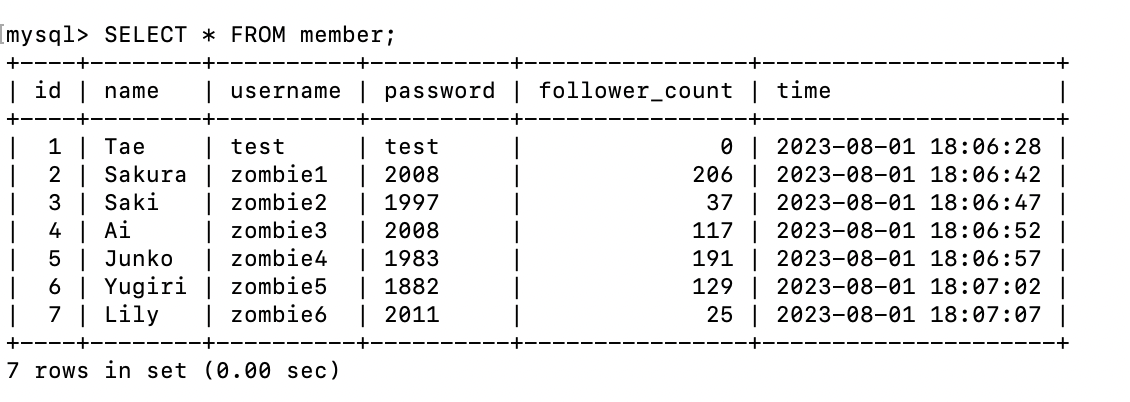 mysql> SELECT * FROM member;
+----+--------+----------+----------+----------------+---------------------+
| id | name   | username | password | follower_count | time                |
+----+--------+----------+----------+----------------+---------------------+
|  1 | Tae    | test     | test     |              0 | 2023-08-01 18:06:28 |
|  2 | Sakura | zombie1  | 2008     |            206 | 2023-08-01 18:06:42 |
|  3 | Saki   | zombie2  | 1997     |             37 | 2023-08-01 18:06:47 |
|  4 | Ai     | zombie3  | 2008     |            117 | 2023-08-01 18:06:52 |
|  5 | Junko  | zombie4  | 1983     |            191 | 2023-08-01 18:06:57 |
|  6 | Yugiri | zombie5  | 1882     |            129 | 2023-08-01 18:07:02 |
|  7 | Lily   | zombie6  | 2011     |             25 | 2023-08-01 18:07:07 |
+----+--------+----------+----------+----------------+---------------------+
7 rows in set (0.00 sec)